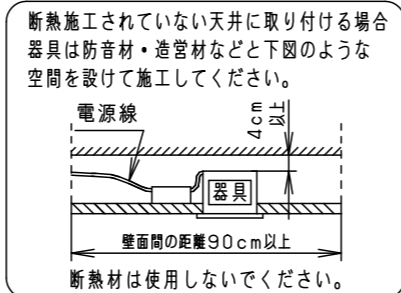 断熱施工されていない天井に取り付ける場合
器具は防音材・造営材などと下図のような
空間を設けて施工してください。
電源線
4cm
以上
器具
壁面間の距離90cm以上
断熱材は使用しないでください。